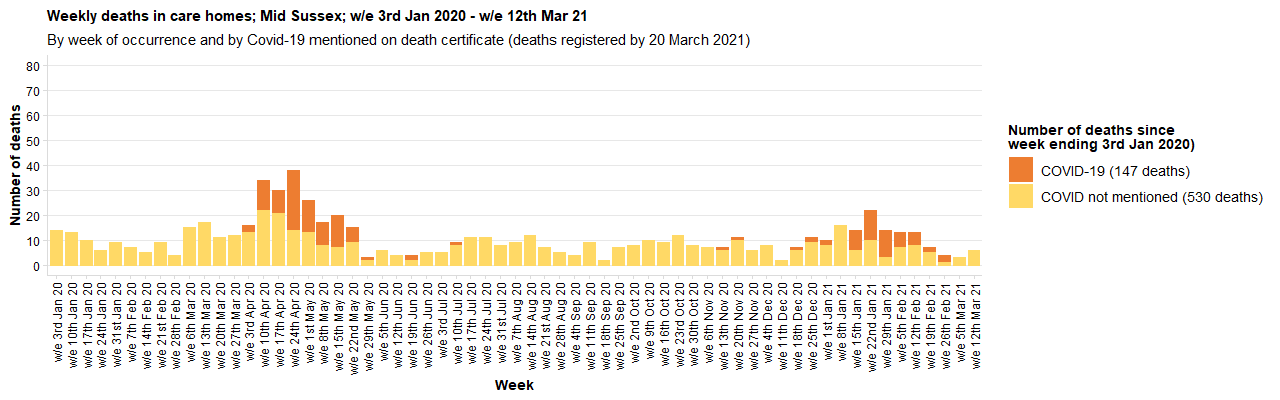 Weekly deaths in care homes; Mid Sussex; w/e 3rd Jan 2020 - w/e 12th Mar 21
By week of occurrence and by Covid-19 mentioned on death certificate (deaths registered by 20 March 2021)
80
70
60
50
40
30
20
10
0
Number of deaths
w/e 3rd Jan 20
w/e 10th Jan 20
w/e 17th Jan 20
w/e 24th Jan 20
w/e 31st Jan 20
w/e 7th Feb 20
w/e 14th Feb 20
w/e 21st Feb 20
w/e 28th Feb 20
w/e 6th Mar 20
w/e 13th Mar 20
w/e 20th Mar 20
w/e 27th Mar 20
w/e 3rd Apr 20
w/e 10th Apr 20
w/e 17th Apr 20
w/e 24th Apr 20
w/e 1st May 20
w/e 8th May 20
w/e 15th May 20
w/e 22nd May 20
w/e 29th May 20
w/e 5th Jun 20
w/e 12th Jun 20
w/e 19th Jun 20
w/e 26th Jun 20
w/e 3rd Jul 20
w/e 10th Jul 20
w/e 17th Jul 20
w/e 24th Jul 20
w/e 31st Jul 20
w/e 7th Aug 20
w/e 14th Aug 20
w/e 21st Aug 20
w/e 28th Aug 20
w/e 4th Sep 20
w/e 11th Sep 20
w/e 18th Sep 20
w/e 25th Sep 20
w/e 2nd Oct 20
w/e 9th Oct 20
w/e 16th Oct 20
w/e 23rd Oct 20
w/e 30th Oct 20
w/e 6th Nov 20
w/e 13th Nov 20
w/e 20th Nov 20
w/e 27th Nov 20
w/e 4th Dec 20
w/e 11th Dec 20
w/e 18th Dec 20
w/e 25th Dec 20
w/e 1st Jan 21
w/e 8th Jan 21
w/e 15th Jan 21
w/e 22nd Jan 21
w/e 29th Jan 21
w/e 5th Feb 21
w/e 12th Feb 21
w/e 19th Feb 21
w/e 26th Feb 21
w/e 5th Mar 21
w/e 12th Mar 21
Week
Number of deaths since
week ending 3rd Jan 2020)
COVID-19 (147 deaths)
COVID not mentioned (530 deaths)